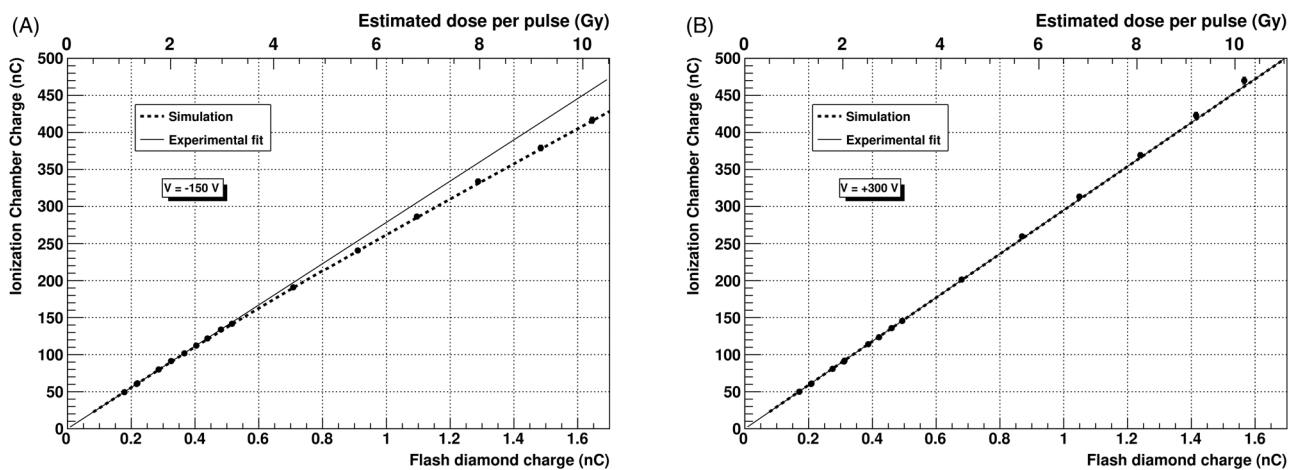 (A)
Estimated dose per pulse (Gy)
0 2 4 6 8 10
Ionization Chamber Charge (nC)
500
450
400
350
300
250
200
150
100
50
0
Simulation
Experimental fit
V = -150 V
0 0.2 0.4 0.6 0.8 1 1.2 1.4 1.6
Flash diamond charge (nC)
(B)
Estimated dose per pulse (Gy)
0 2 4 6 8 10
Ionization Chamber Charge (nC)
500
450
400
350
300
250
200
150
100
50
0
Simulation
Experimental fit
V = +300 V
0 0.2 0.4 0.6 0.8 1 1.2 1.4 1.6
Flash diamond charge (nC)